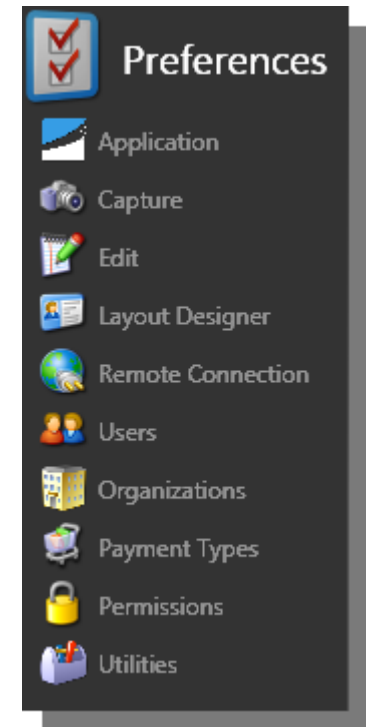 Preferences
Application
Capture
Edit
Layout Designer
Remote Connection
Users
Organizations
Payment Types
Permissions
Utilities